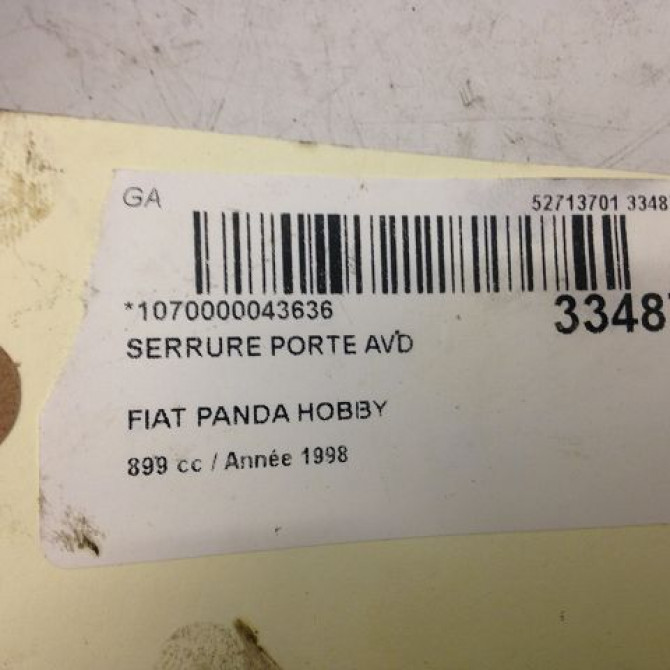 GA
52713701 3348
*1070000043636
3348
SERRURE PORTE AVD
FIAT PANDA HOBBY
899 cc / Année 1998